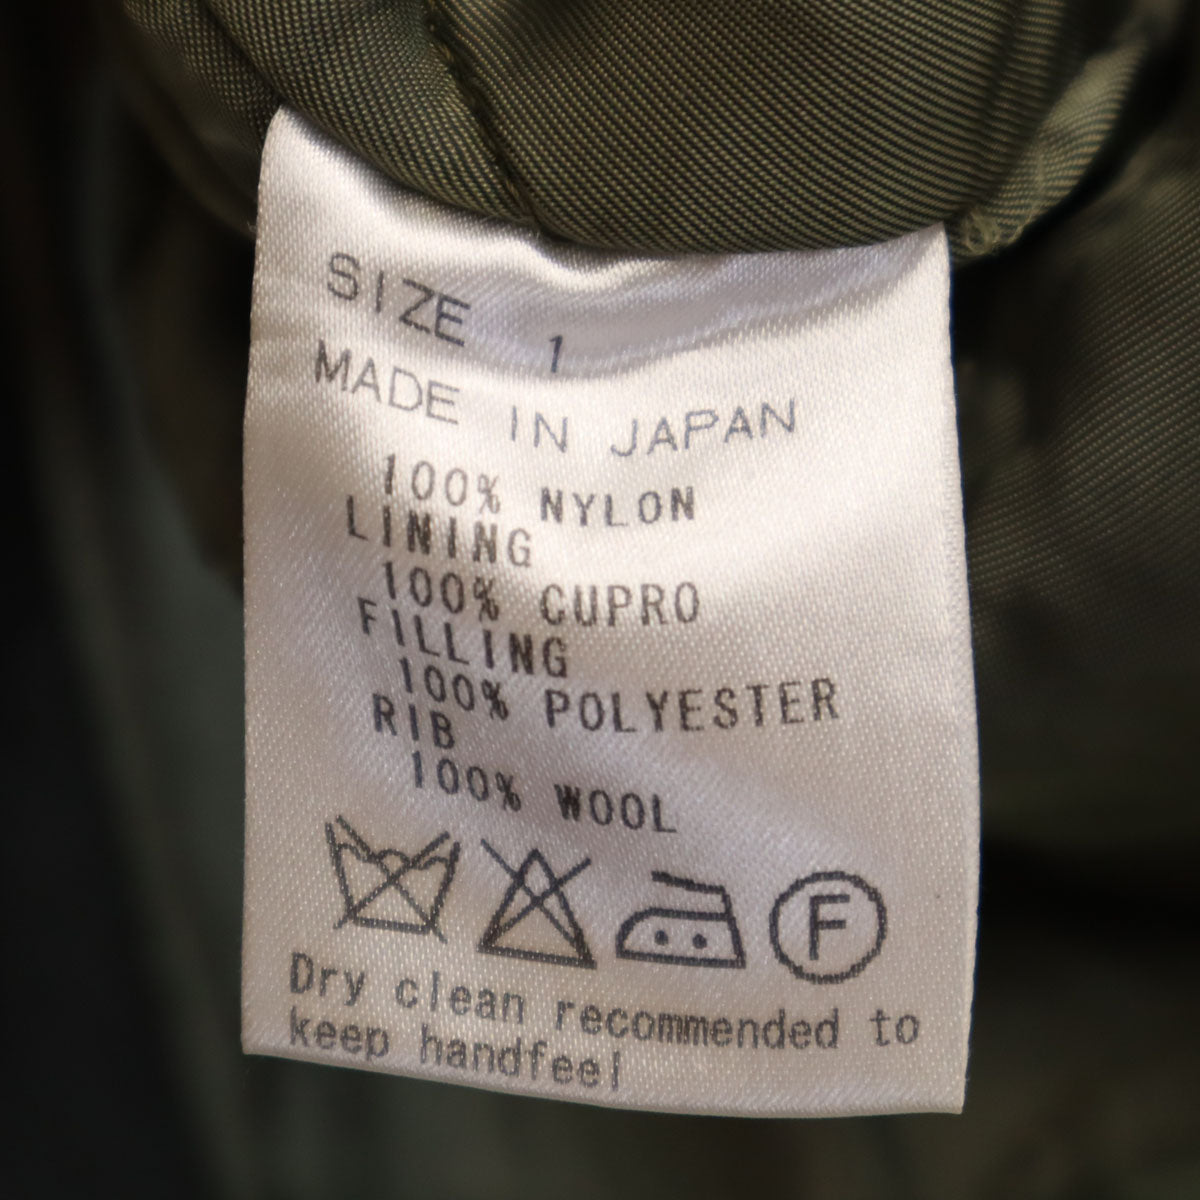 SIZE 1
MADE IN JAPAN
100% NYLON
LINING
100% CUPRO
FILLING
100% POLYESTER
RIB
100% WOOL
F
Dry clean recommended to
keep handfeel